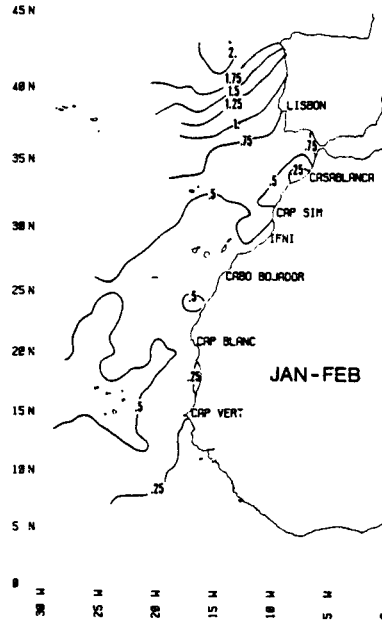 45 N
2.
1.75
40 N
1.5
1.25
LISBON
1.
.75
.75
35 N
.5
.25
CASABLANCA
.5
CAP SIM
30 N
IFNI
CABO BOJADOR
25 N
.5
20 N
CAP BLANC
.25
JAN-FEB
15 N
.5
CAP VERT
10 N
.25
5 N
0
30 W
25 W
20 W
15 W
10 W
5 W